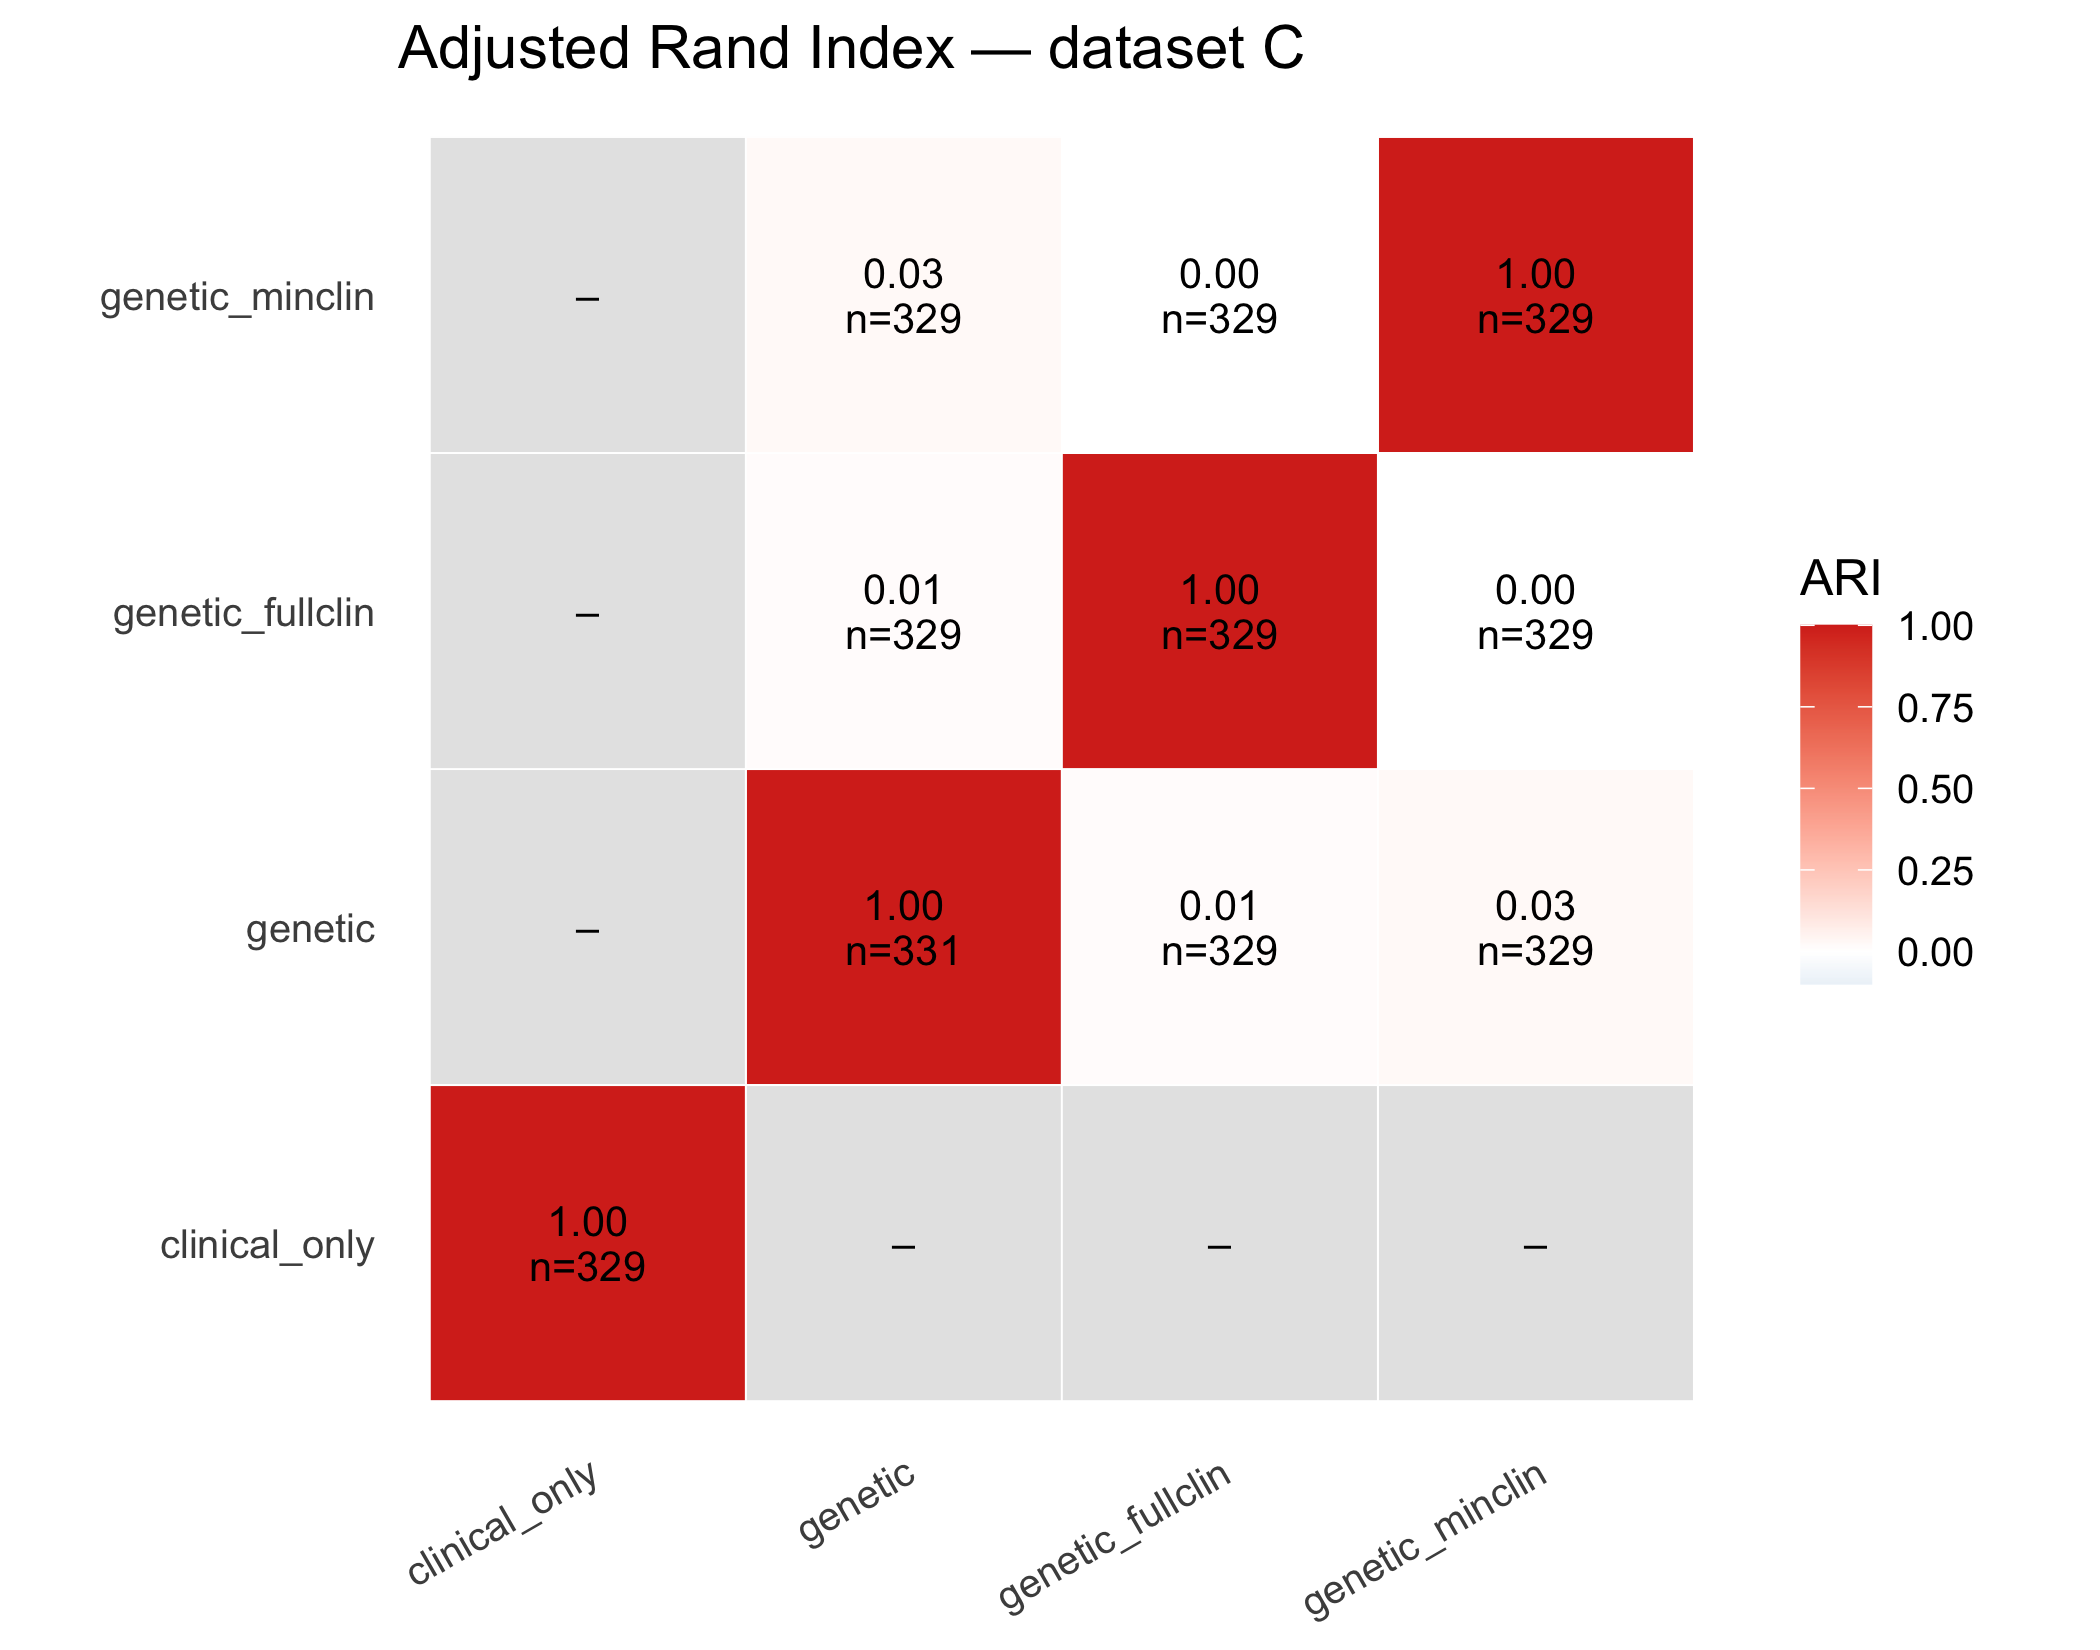 Adjusted Rand Index — dataset C
genetic_minclin
–
0.03
n=329
0.00
n=329
1.00
n=329
genetic_fullclin
–
0.01
n=329
1.00
n=329
0.00
n=329
genetic
–
1.00
n=331
0.01
n=329
0.03
n=329
clinical_only
1.00
n=329
–
–
–
clinical_only
genetic
genetic_fullclin
genetic_minclin
ARI
1.00
0.75
0.50
0.25
0.00